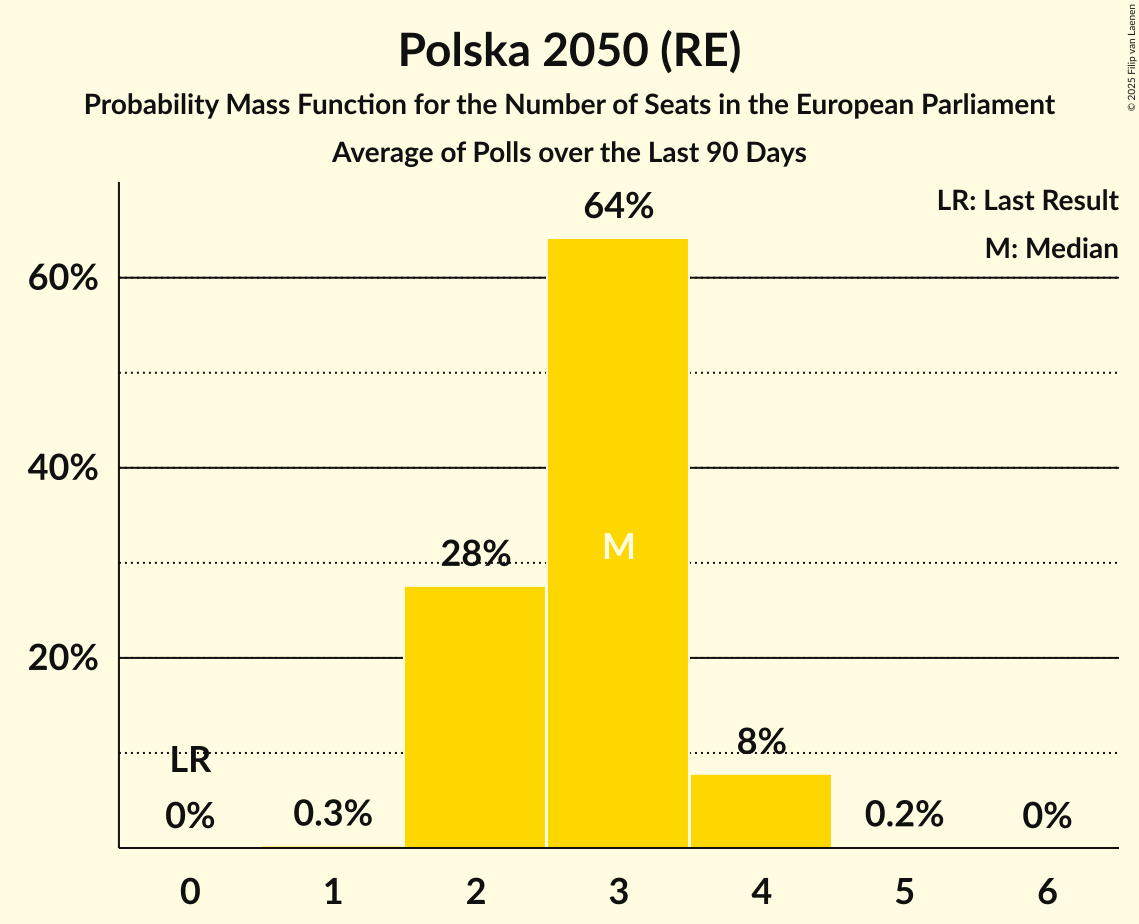 Polska 2050 (RE)
Probability Mass Function for the Number of Seats in the European Parliament
Average of Polls over the Last 90 Days
© 2025 Filip van Laenen
LR: Last Result
M: Median
64%
60%
40%
28%
M
20%
8%
LR
0%
0.3%
0.2%
0%
0 1 2 3 4 5 6